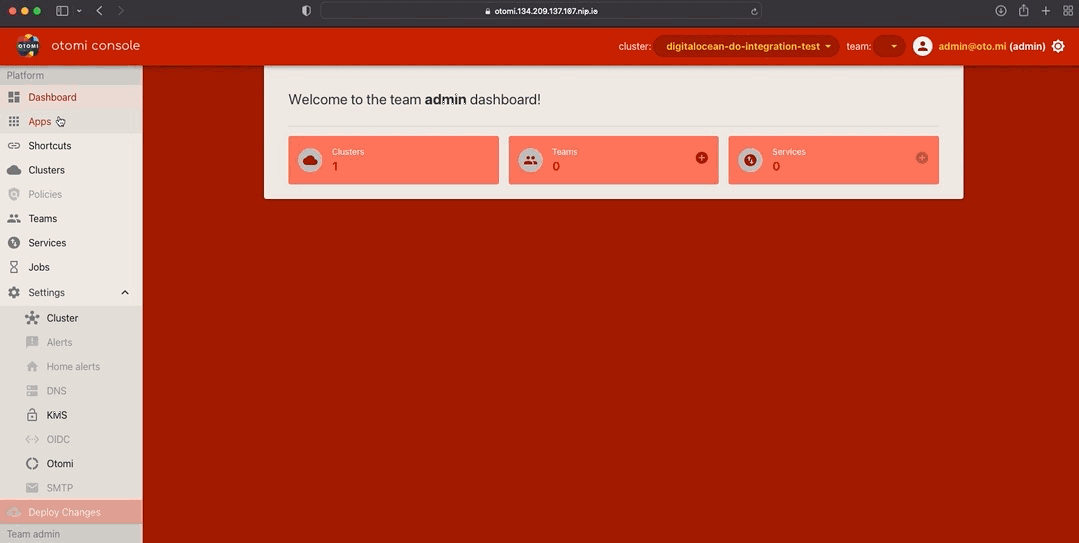 otomi.134.209.137.107.nip.io
OTOMI
otomi console
cluster: digitalocean-do-integration-test
team:
admin@oto.mi (admin)
Platform
Dashboard
Apps
Shortcuts
Clusters
Policies
Teams
Services
Jobs
Settings
Cluster
Alerts
Home alerts
DNS
KMS
OIDC
Otomi
SMTP
Deploy Changes
Team admin
Welcome to the team admin dashboard!
Clusters
1
Teams
0
Services
0